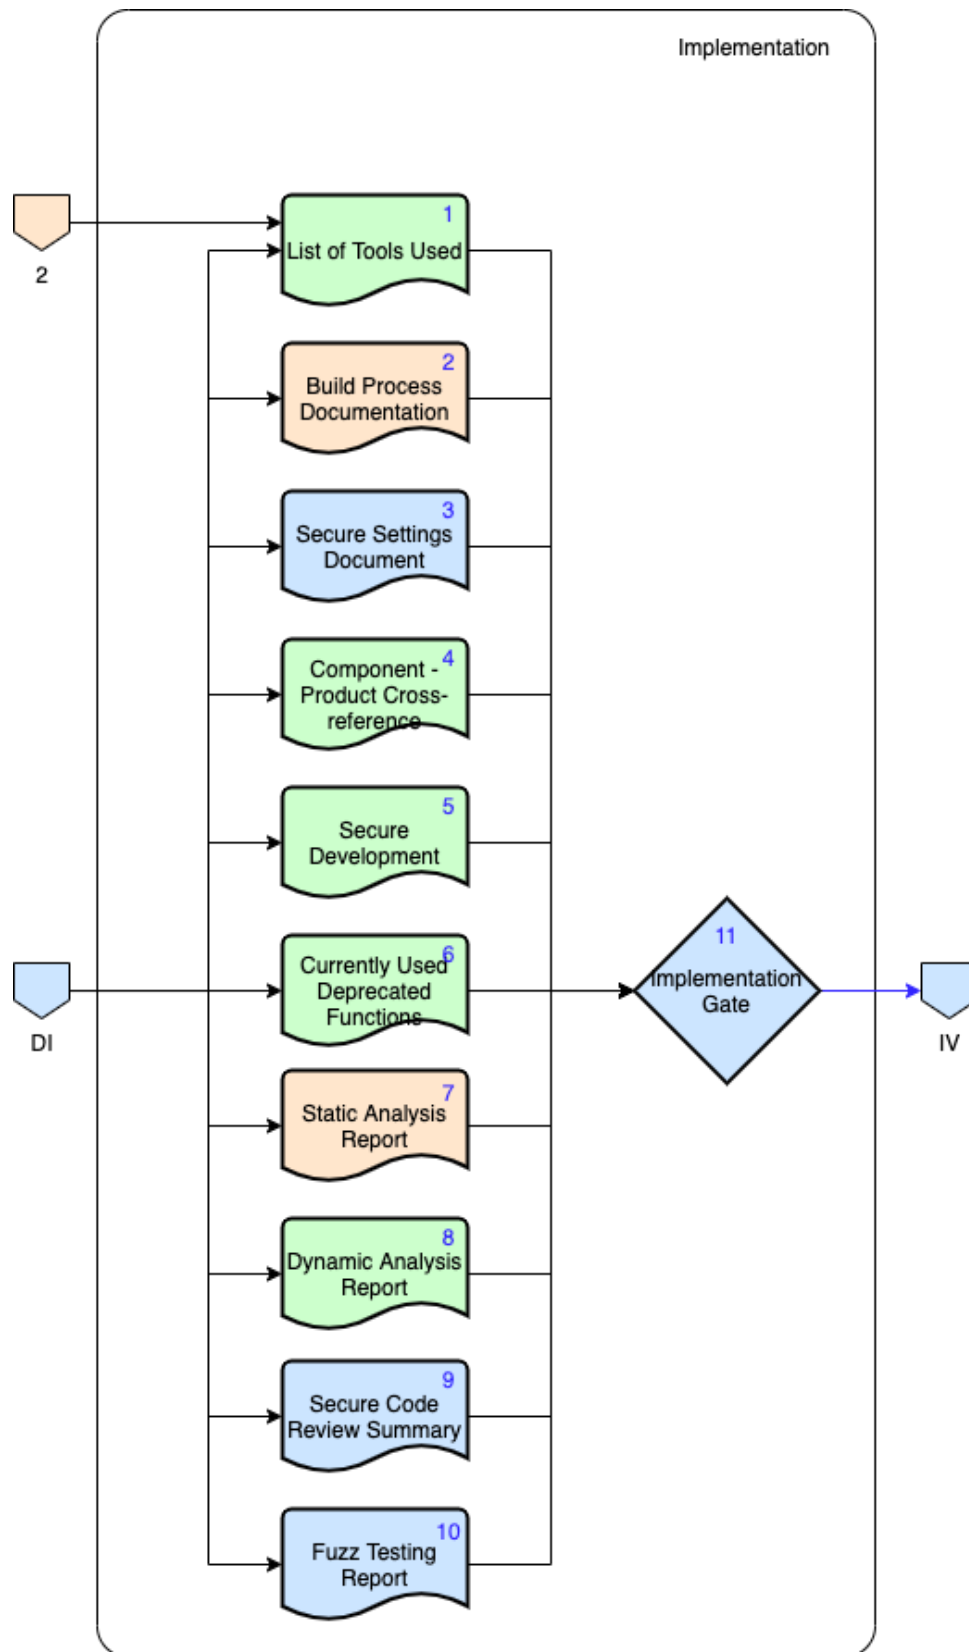 Implementation
1
List of Tools Used
2
2
Build Process
Documentation
3
Secure Settings
Document
4
Component -
Product Cross-
reference
5
Secure
Development
6
Currently Used
Deprecated
Functions
DI
11
Implementation
Gate
IV
7
Static Analysis
Report
8
Dynamic Analysis
Report
9
Secure Code
Review Summary
10
Fuzz Testing
Report